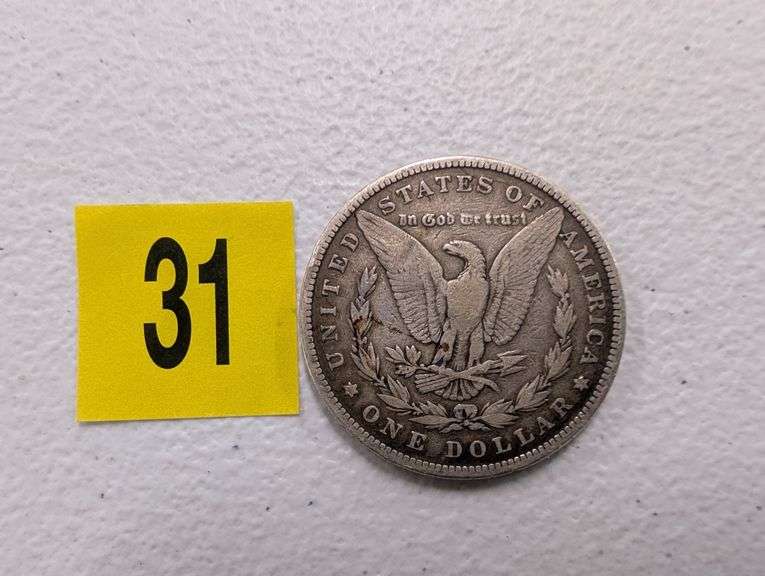 31
UNITED STATES OF AMERICA
In God we trust
ONE DOLLAR